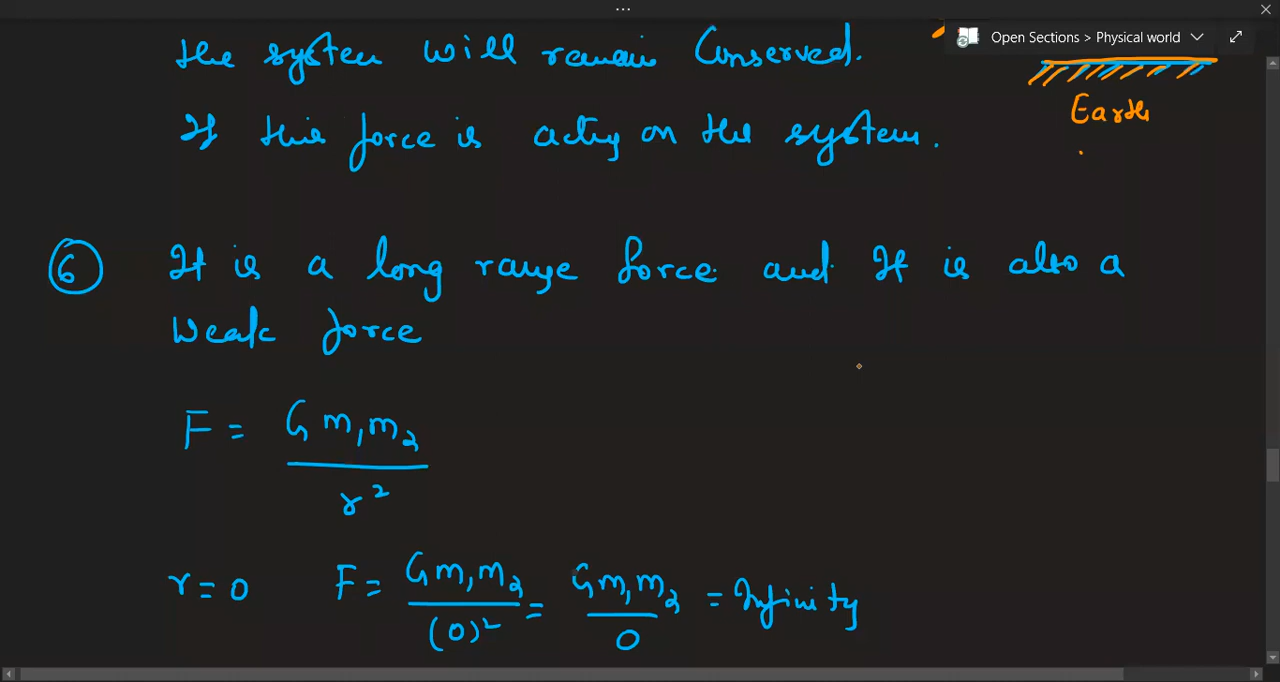 ...
the system will remain Conserved.
Open Sections > Physical world
Earth
If this force is acting on the system.
6 It is a long range force and It is also a
weak force
F = G m₁m₂ / r²
r = 0 F = Gm₁m₂ / (0)² = Gm₁m₂ / 0 = Infinity